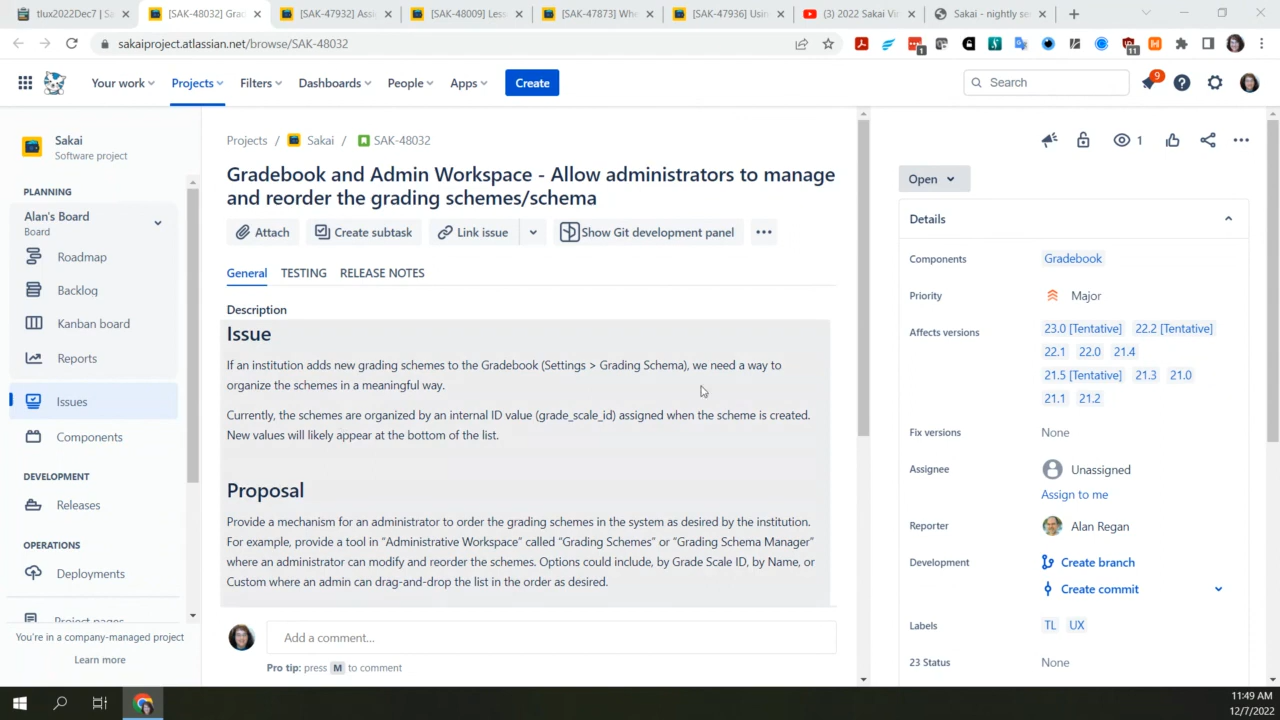 tlux2022Dec7 | Sa
[SAK-48032] Grad
[SAK-47932] Assi
[SAK-48009] Less
[SAK-47873] Whe
[SAK-47936] Usin
(3) 2022 Sakai Vi
Sakai - nightly se
sakaiproject.atlassian.net/browse/SAK-48032
1
11
Your work
Projects
Filters
Dashboards
People
Apps
Create
Search
9
Sakai
Software project
PLANNING
Alan's Board
Board
Roadmap
Backlog
Kanban board
Reports
Issues
Components
DEVELOPMENT
Releases
OPERATIONS
Deployments
Project pages
You're in a company-managed project
Learn more
Projects / Sakai / SAK-48032
Gradebook and Admin Workspace - Allow administrators to manage
and reorder the grading schemes/schema
Attach
Create subtask
Link issue
Show Git development panel
General
TESTING
RELEASE NOTES
Description
Issue
If an institution adds new grading schemes to the Gradebook (Settings > Grading Schema), we need a way to
organize the schemes in a meaningful way.
Currently, the schemes are organized by an internal ID value (grade_scale_id) assigned when the scheme is created.
New values will likely appear at the bottom of the list.
Proposal
Provide a mechanism for an administrator to order the grading schemes in the system as desired by the institution.
For example, provide a tool in “Administrative Workspace” called “Grading Schemes” or “Grading Schema Manager”
where an administrator can modify and reorder the schemes. Options could include, by Grade Scale ID, by Name, or
Custom where an admin can drag-and-drop the list in the order as desired.
Add a comment...
Pro tip: press M to comment
1
Open
Details
Components
Gradebook
Priority
Major
Affects versions
23.0 [Tentative] 22.2 [Tentative]
22.1 22.0 21.4
21.5 [Tentative] 21.3 21.0
21.1 21.2
Fix versions
None
Assignee
Unassigned
Assign to me
Reporter
Alan Regan
Development
Create branch
Create commit
Labels
TL UX
23 Status
None
11:49 AM
12/7/2022